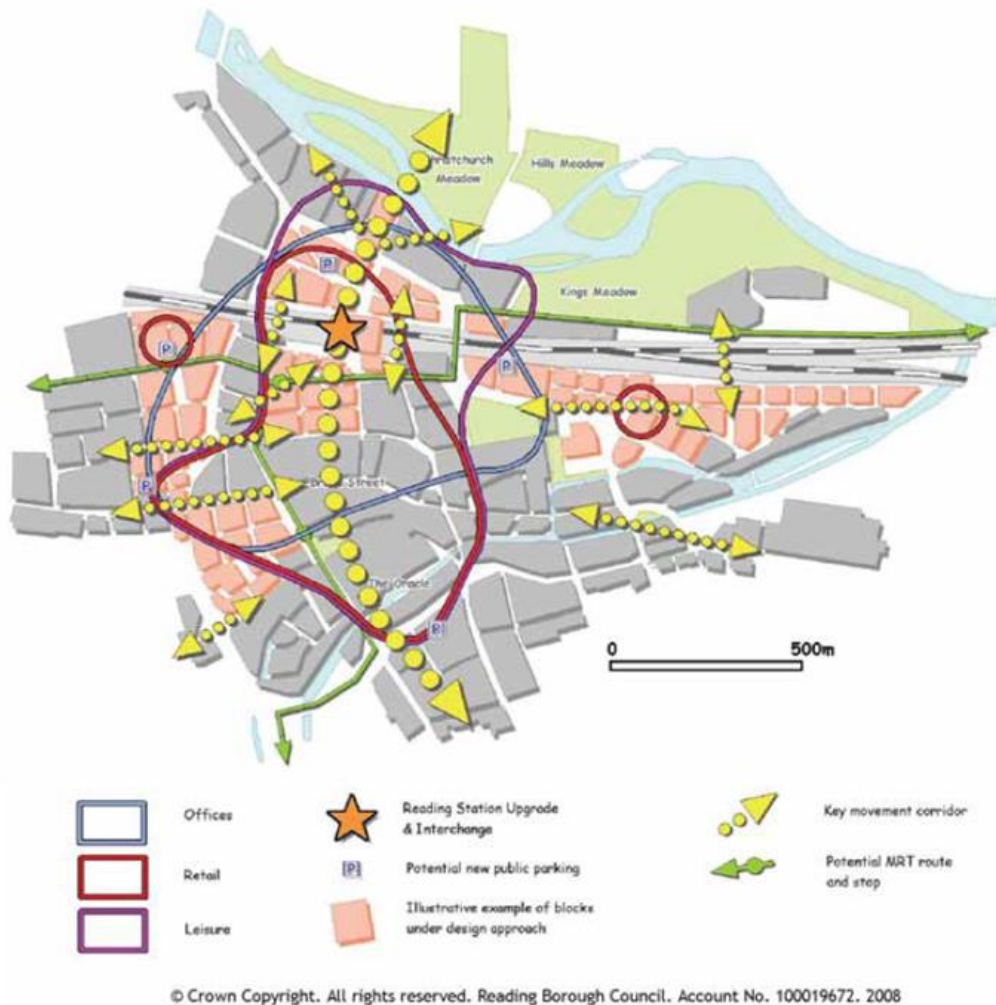 Hills Meadow
Meadow
Kings Meadow
[P]
[P]
[P]
[P]
Street
The Oracle
[P]
0 500m
Offices
Retail
Leisure
Reading Station Upgrade
& Interchange
[P] Potential new public parking
Illustrative example of blocks
under design approach
Key movement corridor
Potential MRT route
and stop
© Crown Copyright. All rights reserved. Reading Borough Council. Account No. 100019672. 2008